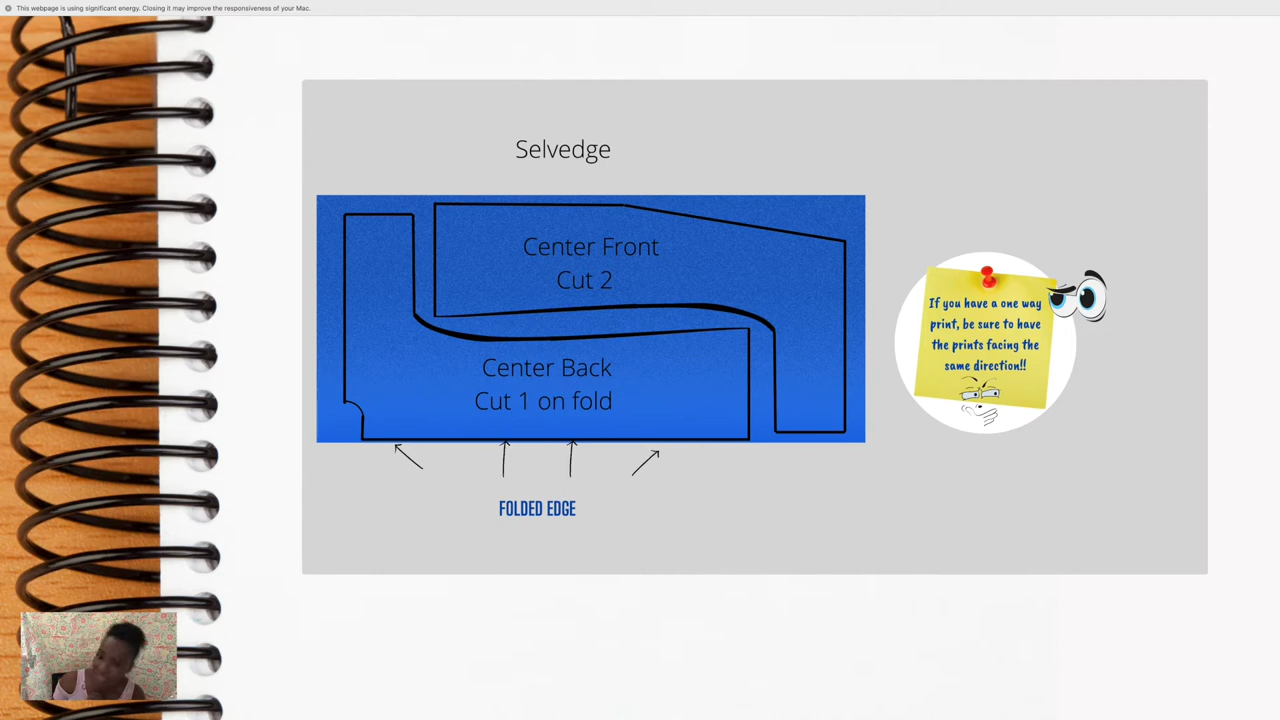 This webpage is using significant energy. Closing it may improve the responsiveness of your Mac.
Selvedge
Center Front
Cut 2
Center Back
Cut 1 on fold
FOLDED EDGE
If you have a one way
print, be sure to have
the prints facing the
same direction!!